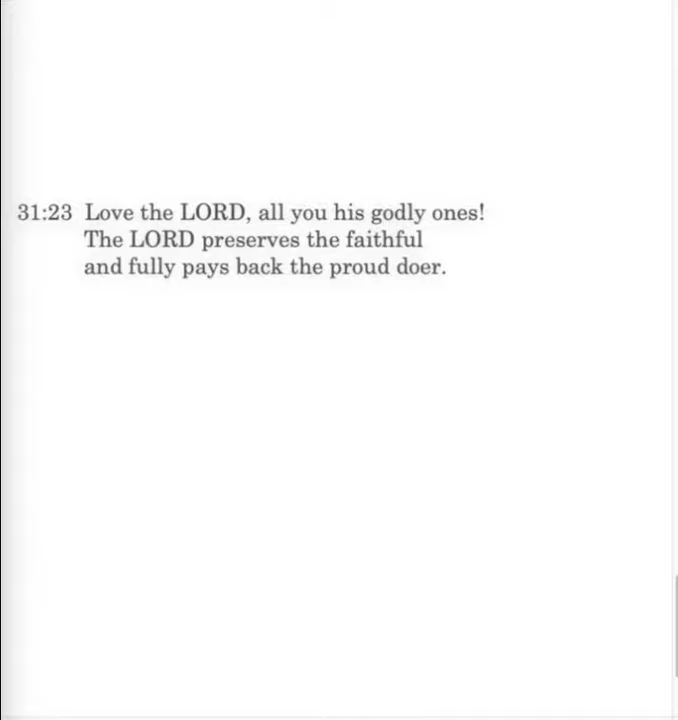 31:23 Love the LORD, all you his godly ones!
The LORD preserves the faithful
and fully pays back the proud doer.